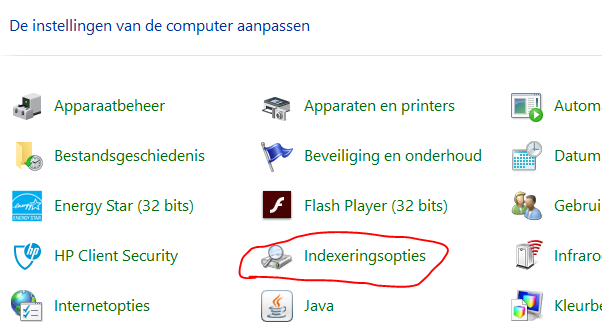 De instellingen van de computer aanpassen
Apparaatbeheer Apparaten en printers Autom
Bestandsgeschiedenis Beveiliging en onderhoud Datum
Energy Star (32 bits) Flash Player (32 bits) Gebrui
HP Client Security Indexeringsopties Infraro
Internetopties Java Kleurbe